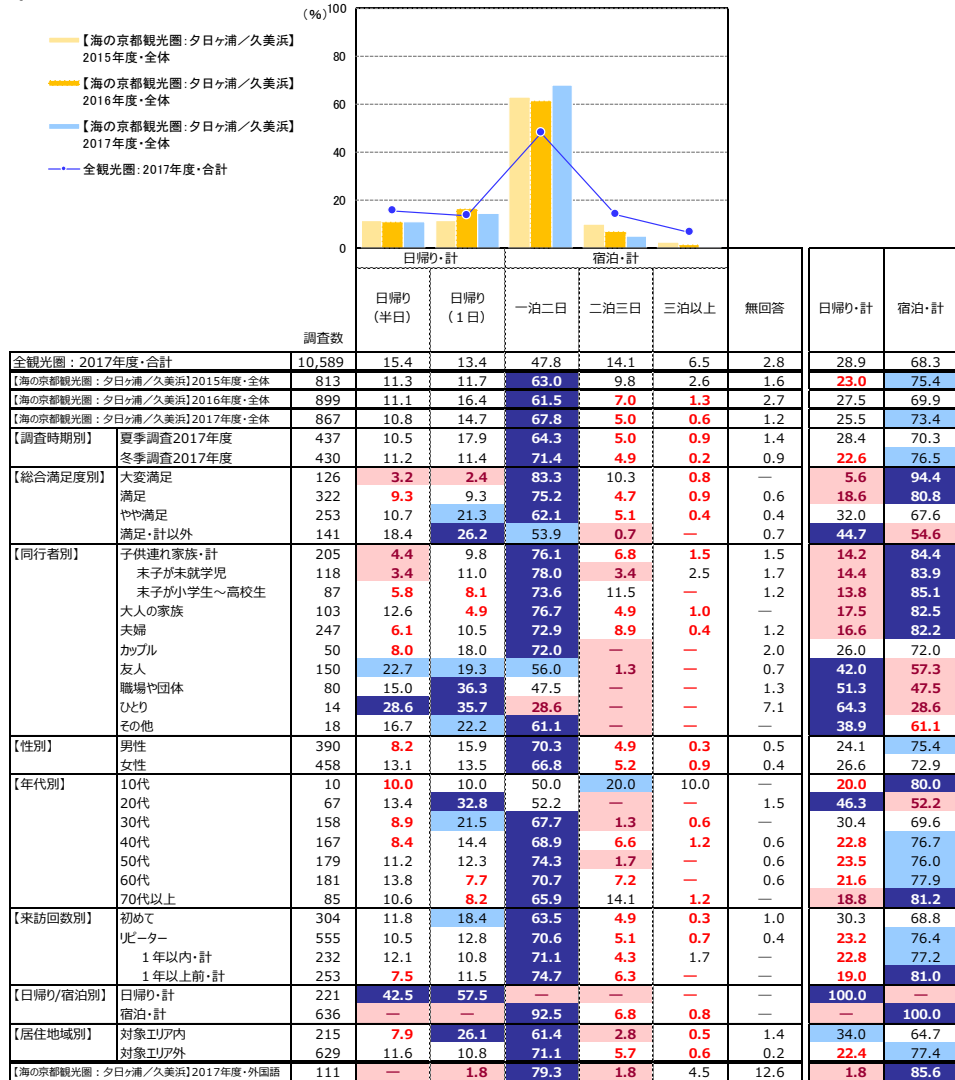 (%)
100
80
60
40
20
0
【海の京都観光圏:夕日ヶ浦/久美浜】
2015年度・全体
【海の京都観光圏:夕日ヶ浦/久美浜】
2016年度・全体
【海の京都観光圏:夕日ヶ浦/久美浜】
2017年度・全体
全観光圏:2017年度・合計
日帰り・計 宿泊・計
調査数 日帰り(半日) 日帰り(1日) 一泊二日 二泊三日 三泊以上 無回答 日帰り・計 宿泊・計
全観光圏:2017年度・合計 10,589 15.4 13.4 47.8 14.1 6.5 2.8 28.9 68.3
【海の京都観光圏:夕日ヶ浦/久美浜】2015年度・全体 813 11.3 11.7 63.0 9.8 2.6 1.6 23.0 75.4
【海の京都観光圏:夕日ヶ浦/久美浜】2016年度・全体 899 11.1 16.4 61.5 7.0 1.3 2.7 27.5 69.9
【海の京都観光圏:夕日ヶ浦/久美浜】2017年度・全体 867 10.8 14.7 67.8 5.0 0.6 1.2 25.5 73.4
【調査時期別】 夏季調査2017年度 437 10.5 17.9 64.3 5.0 0.9 1.4 28.4 70.3
冬季調査2017年度 430 11.2 11.4 71.4 4.9 0.2 0.9 22.6 76.5
【総合満足度別】 大変満足 126 3.2 2.4 83.3 10.3 0.8 — 5.6 94.4
満足 322 9.3 9.3 75.2 4.7 0.9 0.6 18.6 80.8
やや満足 253 10.7 21.3 62.1 5.1 0.4 0.4 32.0 67.6
満足・計以外 141 18.4 26.2 53.9 0.7 — 0.7 44.7 54.6
【同行者別】 子供連れ家族・計 205 4.4 9.8 76.1 6.8 1.5 1.5 14.2 84.4
末子が未就学児 118 3.4 11.0 78.0 3.4 2.5 1.7 14.4 83.9
末子が小学生~高校生 87 5.8 8.1 73.6 11.5 — 1.2 13.8 85.1
大人の家族 103 12.6 4.9 76.7 4.9 1.0 — 17.5 82.5
夫婦 247 6.1 10.5 72.9 8.9 0.4 1.2 16.6 82.2
カップル 50 8.0 18.0 72.0 — — 2.0 26.0 72.0
友人 150 22.7 19.3 56.0 1.3 — 0.7 42.0 57.3
職場や団体 80 15.0 36.3 47.5 — — 1.3 51.3 47.5
ひとり 14 28.6 35.7 28.6 — — 7.1 64.3 28.6
その他 18 16.7 22.2 61.1 — — — 38.9 61.1
【性別】 男性 390 8.2 15.9 70.3 4.9 0.3 0.5 24.1 75.4
女性 458 13.1 13.5 66.8 5.2 0.9 0.4 26.6 72.9
【年代別】 10代 10 10.0 10.0 50.0 20.0 10.0 — 20.0 80.0
20代 67 13.4 32.8 52.2 — — 1.5 46.3 52.2
30代 158 8.9 21.5 67.7 1.3 0.6 — 30.4 69.6
40代 167 8.4 14.4 68.9 6.6 1.2 0.6 22.8 76.7
50代 179 11.2 12.3 74.3 1.7 — 0.6 23.5 76.0
60代 181 13.8 7.7 70.7 7.2 — 0.6 21.6 77.9
70代以上 85 10.6 8.2 65.9 14.1 1.2 — 18.8 81.2
【来訪回数別】 初めて 304 11.8 18.4 63.5 4.9 0.3 1.0 30.3 68.8
リピーター 555 10.5 12.8 70.6 5.1 0.7 0.4 23.2 76.4
1年以内・計 232 12.1 10.8 71.1 4.3 1.7 — 22.8 77.2
1年以上前・計 253 7.5 11.5 74.7 6.3 — — 19.0 81.0
【日帰り/宿泊別】 日帰り・計 221 42.5 57.5 — — — — 100.0 —
宿泊・計 636 — — 92.5 6.8 0.8 — — 100.0
【居住地域別】 対象エリア内 215 7.9 26.1 61.4 2.8 0.5 1.4 34.0 64.7
対象エリア外 629 11.6 10.8 71.1 5.7 0.6 0.2 22.4 77.4
【海の京都観光圏:夕日ヶ浦/久美浜】2017年度・外国語 111 — 1.8 79.3 1.8 4.5 12.6 1.8 85.6